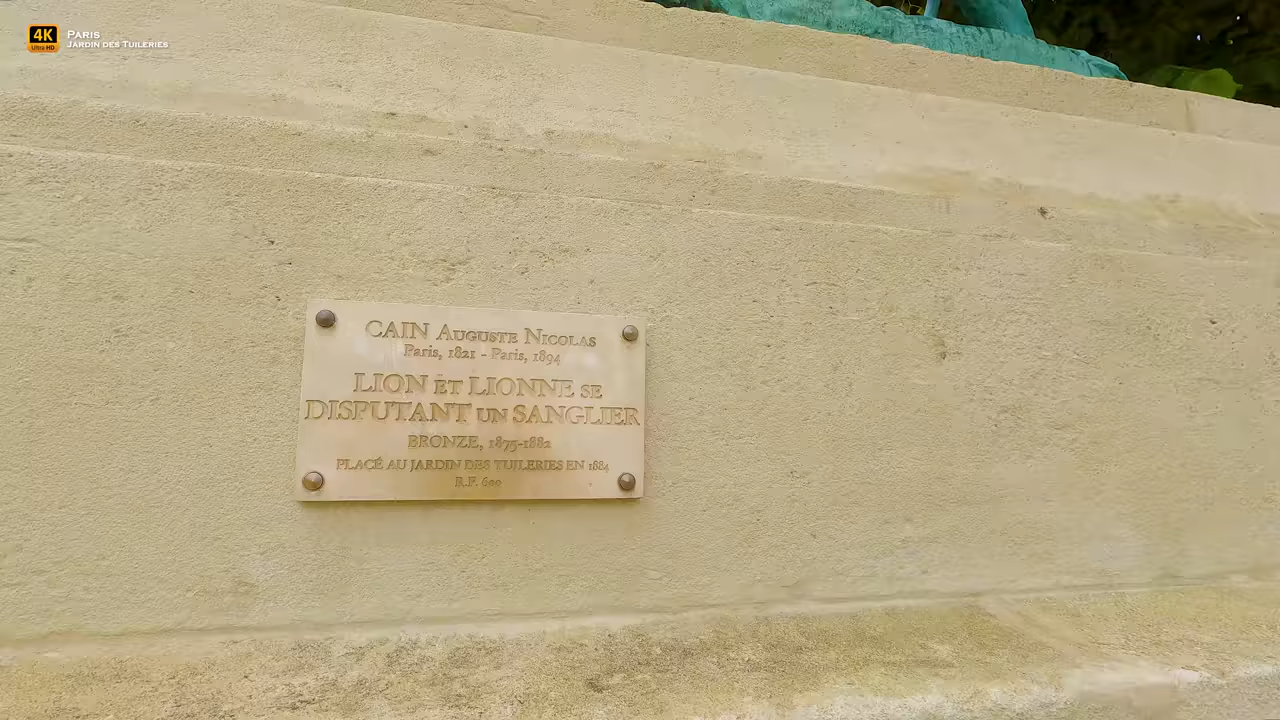 4K
Ultra HD
Paris
Jardin des Tuileries
CAIN Auguste Nicolas
Paris, 1821 - Paris, 1894
LION ET LIONNE SE
DISPUTANT UN SANGLIER
BRONZE, 1875-1882
PLACÉ AU JARDIN DES TUILERIES EN 1884
R.F. 600